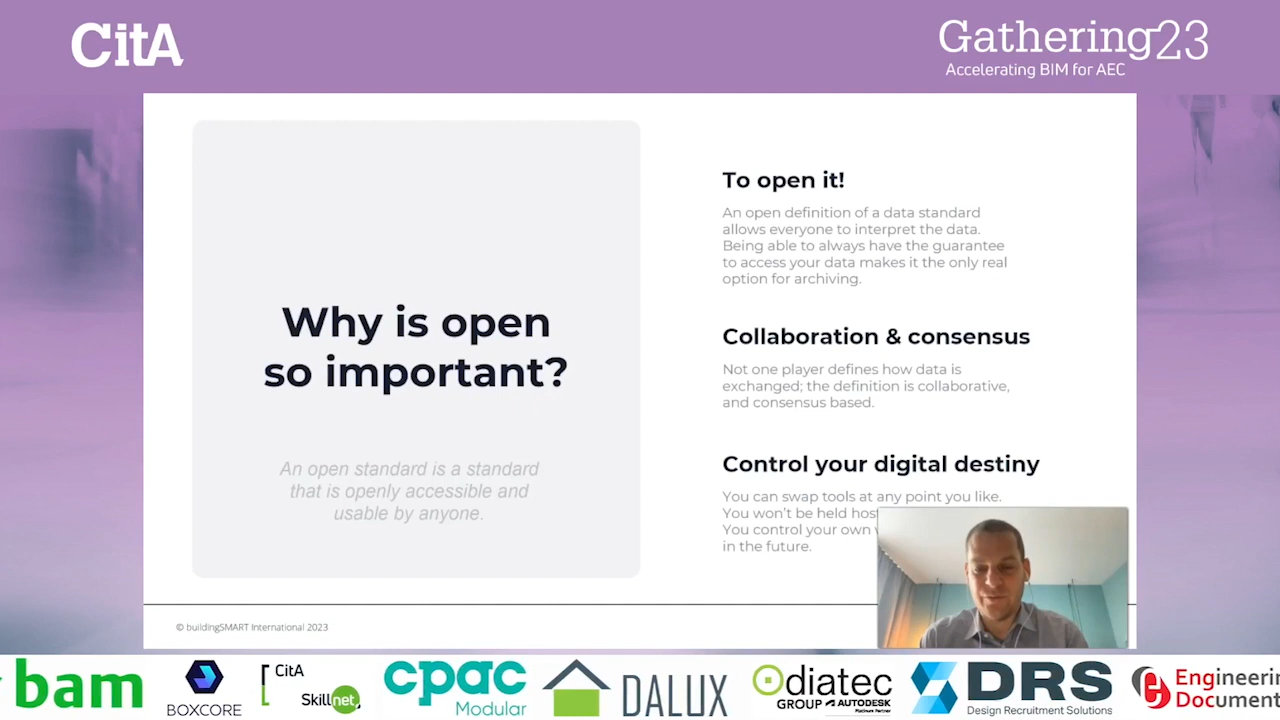 CitA
Gathering23
Accelerating BIM for AEC
Why is open
so important?
An open standard is a standard
that is openly accessible and
usable by anyone.
To open it!
An open definition of a data standard
allows everyone to interpret the data.
Being able to always have the guarantee
to access your data makes it the only real
option for archiving.
Collaboration & consensus
Not one player defines how data is
exchanged; the definition is collaborative,
and consensus based.
Control your digital destiny
You can swap tools at any point you like.
You won't be held
You control your own
in the future.
© buildingSMART International 2023
bam
BOXCORE
CitA
Skillnet
cpac
Modular
DALUX
diatec
GROUP AUTODESK
Platinum Partner
DRS
Design Recruitment Solutions
Engineering